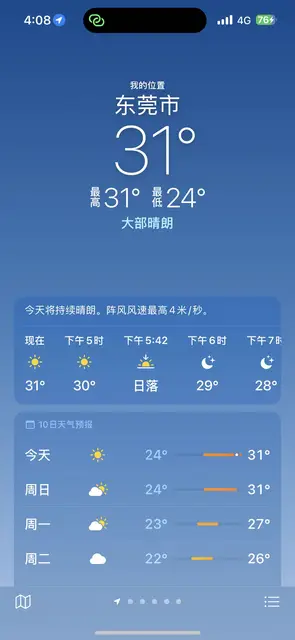 4:08
4G 76
我的位置
东莞市
31°
最高31° 最低24°
大部晴朗
今天将持续晴朗。阵风风速最高4米/秒。
现在 下午5时 下午5:42 下午6时 下午7时
31° 30° 日落 29° 28°
10日天气预报
今天 24° 31°
周日 24° 31°
周一 23° 27°
周二 22° 26°